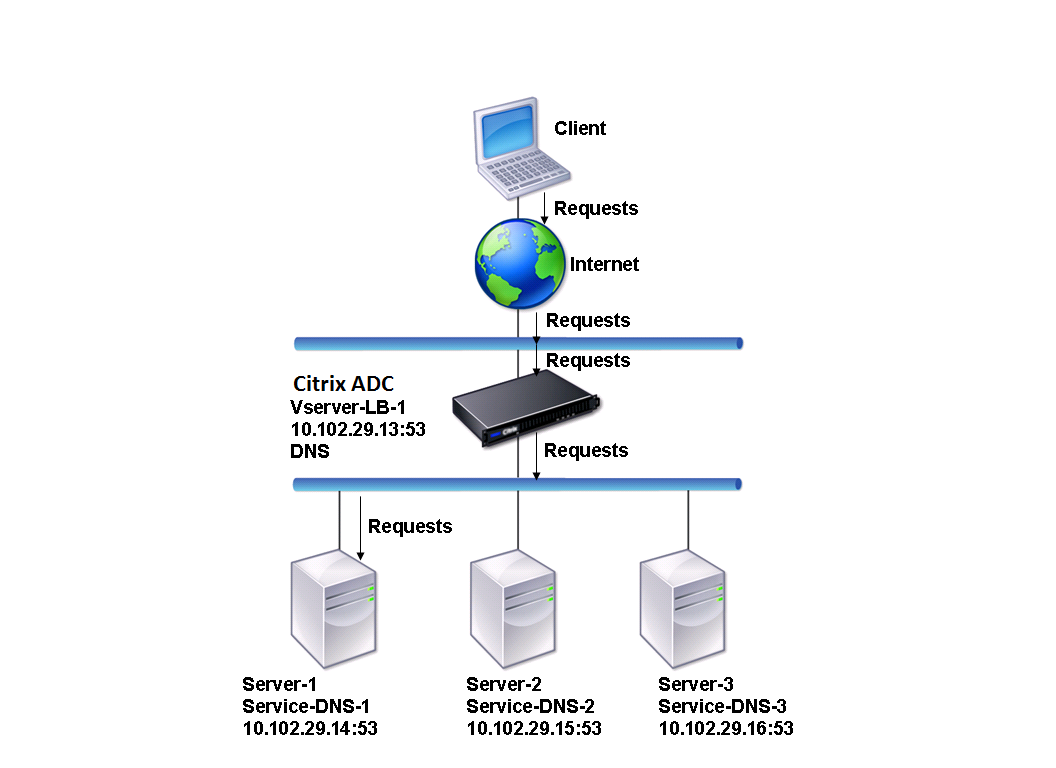 Client
Requests
Internet
Requests
Requests
Citrix ADC
Vserver-LB-1
10.102.29.13:53
DNS
Requests
Requests
Server-1
Service-DNS-1
10.102.29.14:53
Server-2
Service-DNS-2
10.102.29.15:53
Server-3
Service-DNS-3
10.102.29.16:53